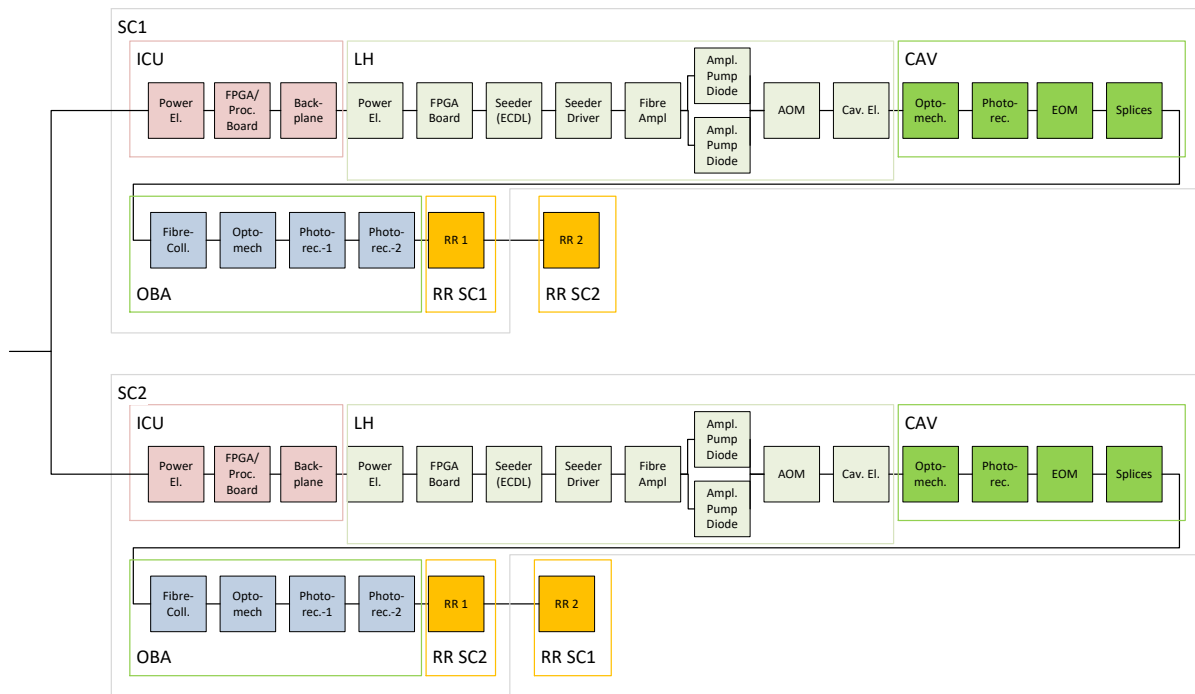 SC1
ICU
LH
CAV
Power
El.
FPGA/
Proc.
Board
Back-
plane
Power
El.
FPGA
Board
Seeder
(ECDL)
Seeder
Driver
Fibre
Ampl
Ampl.
Pump
Diode
Ampl.
Pump
Diode
AOM
Cav. El.
Opto-
mech.
Photo-
rec.
EOM
Splices
Fibre-
Coll.
Opto-
mech
Photo-
rec.-1
Photo-
rec.-2
RR 1
RR 2
OBA
RR SC1
RR SC2
SC2
ICU
LH
CAV
Power
El.
FPGA/
Proc.
Board
Back-
plane
Power
El.
FPGA
Board
Seeder
(ECDL)
Seeder
Driver
Fibre
Ampl
Ampl.
Pump
Diode
Ampl.
Pump
Diode
AOM
Cav. El.
Opto-
mech.
Photo-
rec.
EOM
Splices
Fibre-
Coll.
Opto-
mech
Photo-
rec.-1
Photo-
rec.-2
RR 1
RR 2
OBA
RR SC2
RR SC1